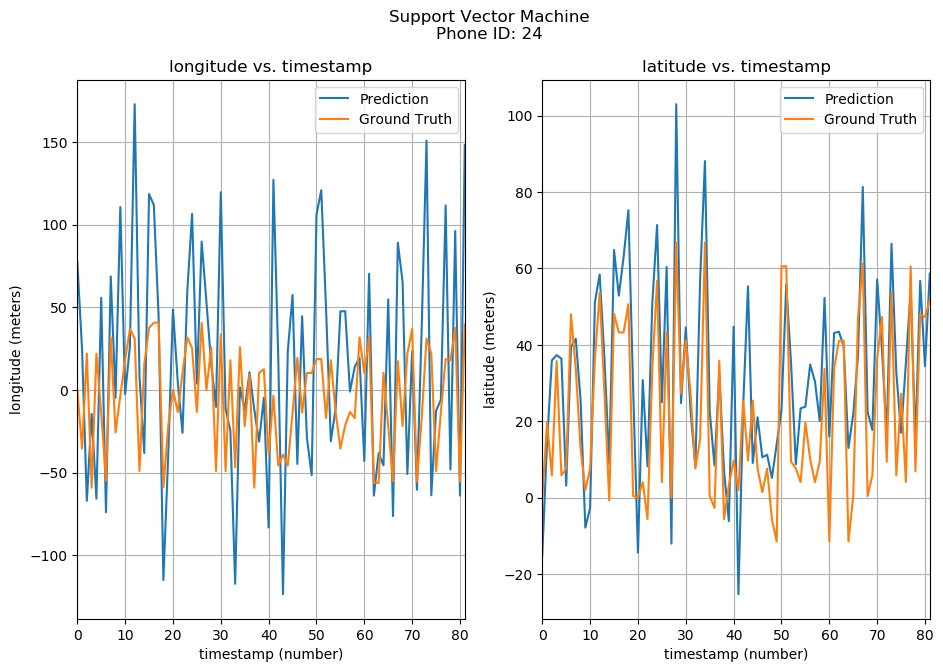 Support Vector Machine
Phone ID: 24
longitude vs. timestamp
Prediction
Ground Truth
longitude (meters)
150
100
50
0
−50
−100
0 10 20 30 40 50 60 70 80
timestamp (number)
latitude vs. timestamp
Prediction
Ground Truth
latitude (meters)
100
80
60
40
20
0
−20
0 10 20 30 40 50 60 70 80
timestamp (number)